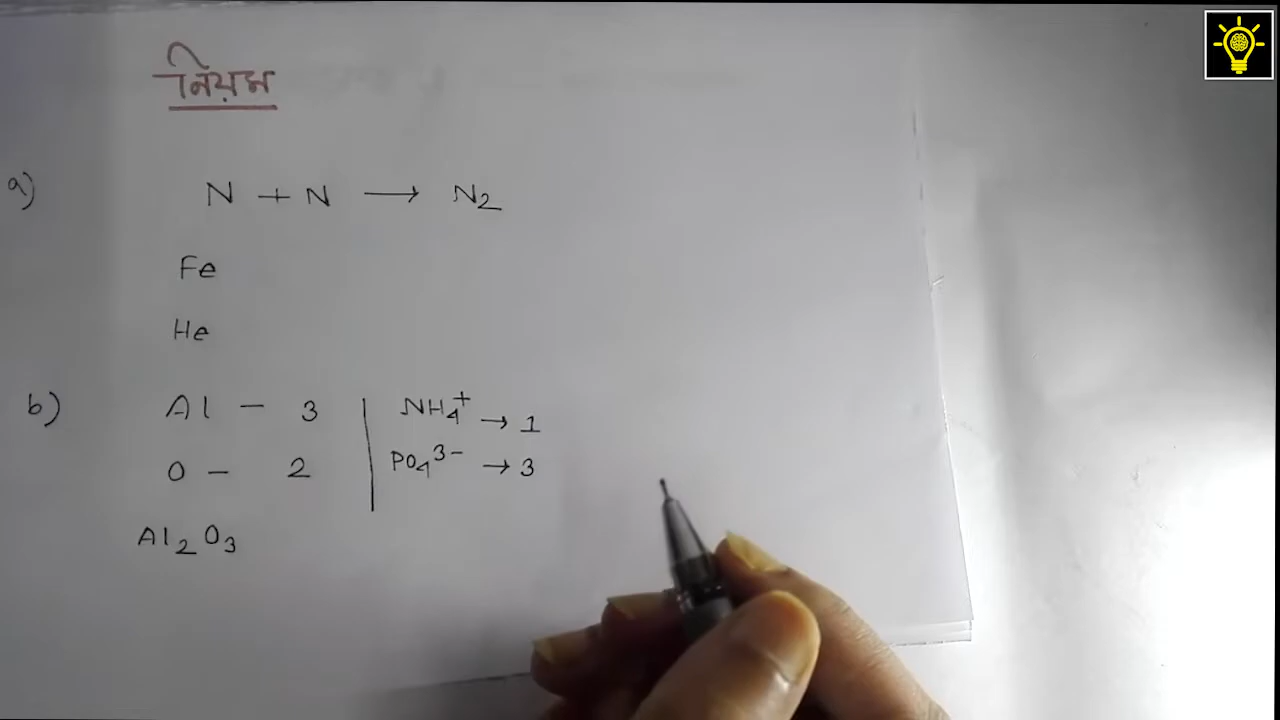 নিয়ম
a) N + N → N₂
Fe
He
b) Al – 3 | NH₄⁺ → 1
O – 2 | PO₄³⁻ → 3
Al₂O₃